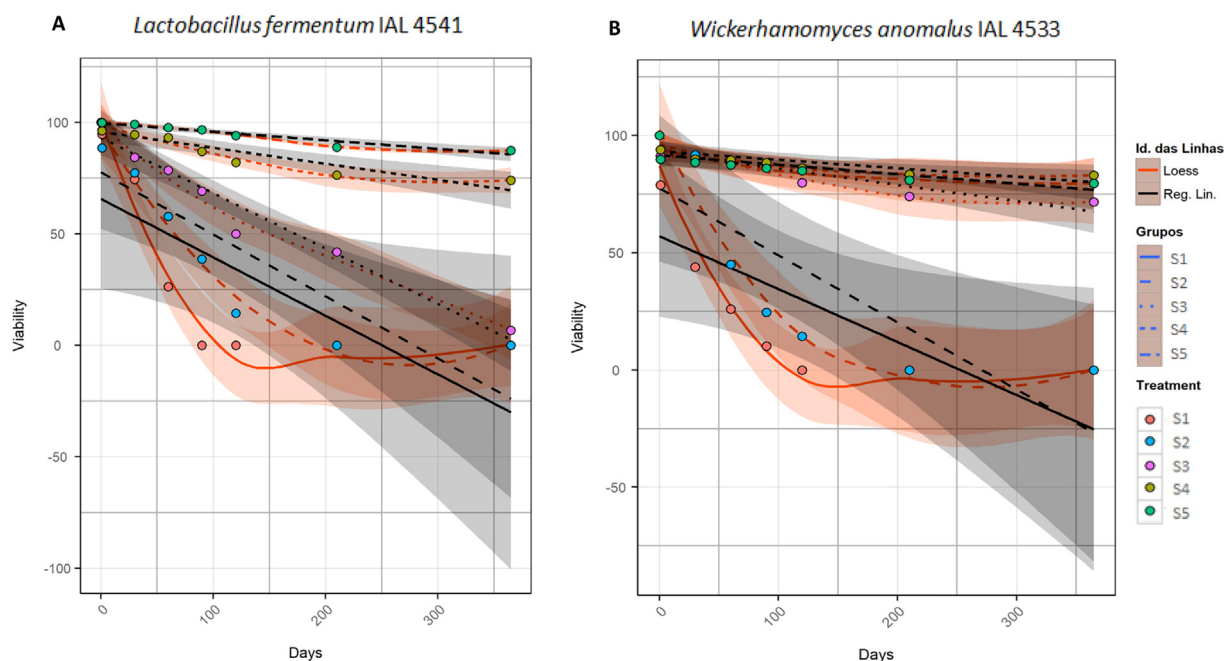 A
Lactobacillus fermentum IAL 4541
Viability
100
50
0
-50
-100
0
100
200
300
Days
B
Wickerhamomyces anomalus IAL 4533
Viability
100
50
0
-50
0
100
200
300
Days
Id. das Linhas
Loess
Reg. Lin.
Grupos
S1
S2
S3
S4
S5
Treatment
S1
S2
S3
S4
S5